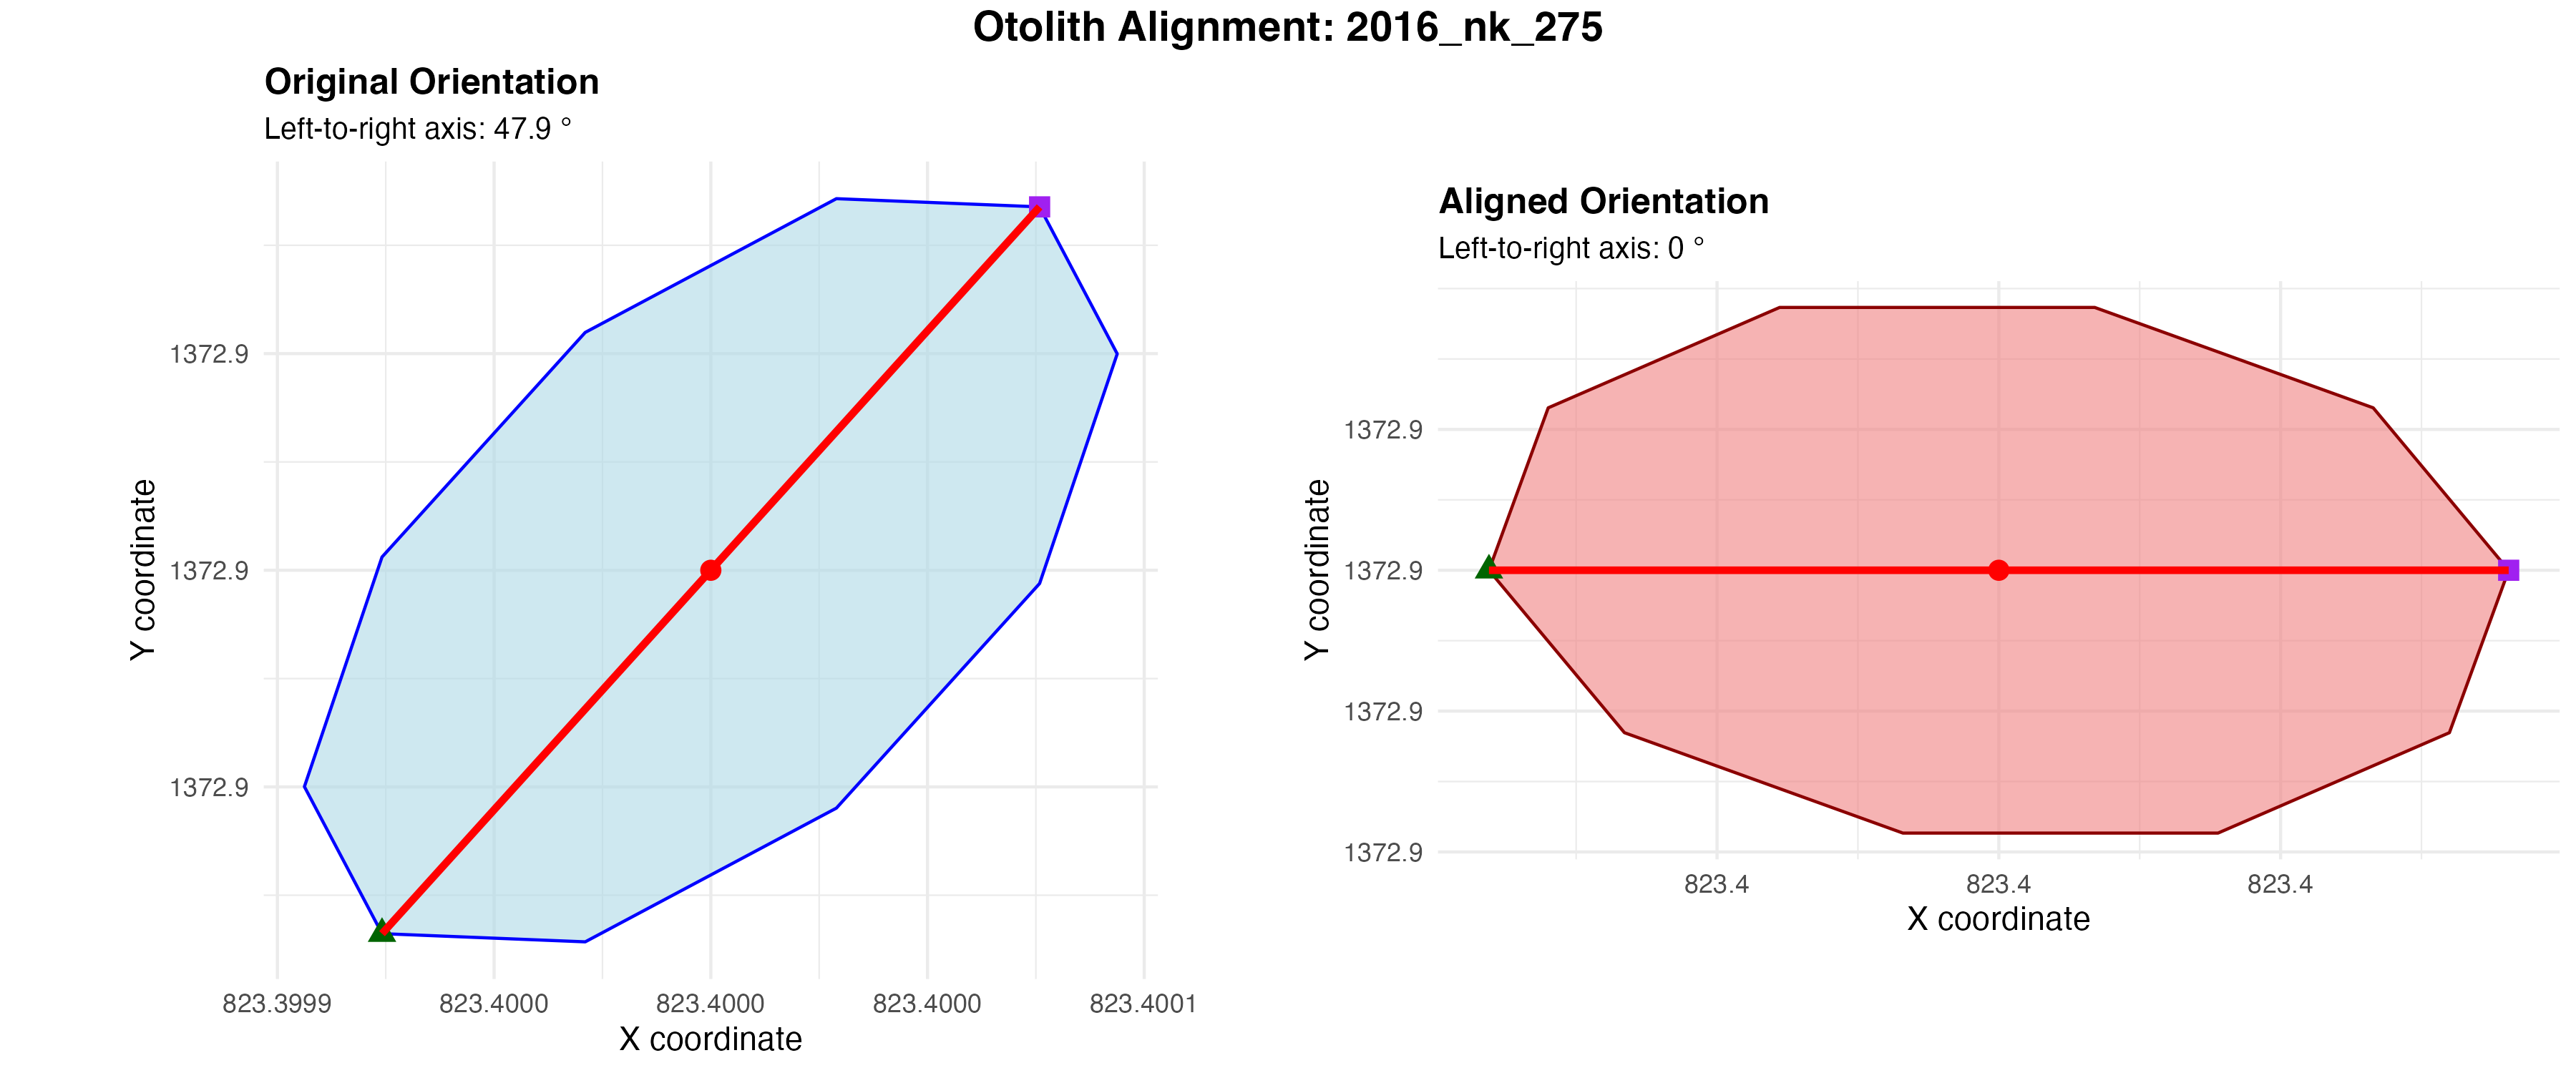 Otolith Alignment: 2016_nk_275
Original Orientation
Left-to-right axis: 47.9 °
1372.9
1372.9
1372.9
Y coordinate
823.3999
823.4000
823.4000
823.4000
823.4001
X coordinate
Aligned Orientation
Left-to-right axis: 0 °
1372.9
1372.9
1372.9
1372.9
Y coordinate
823.4
823.4
823.4
X coordinate